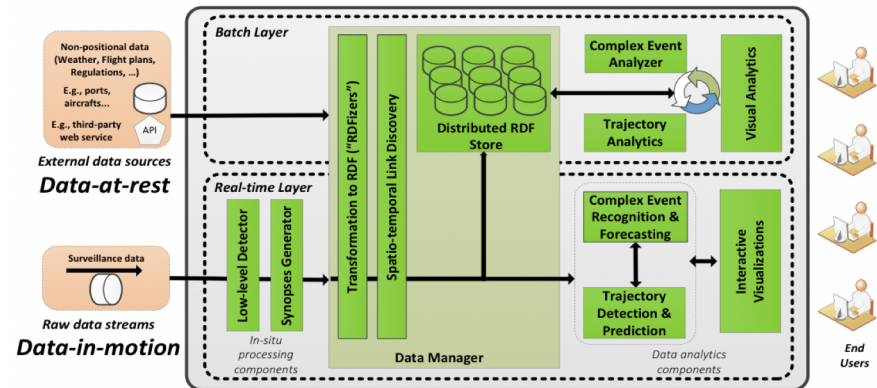 Non-positional data
(Weather, Flight plans,
Regulations, …)
E.g., ports,
aircrafts...
E.g., third-party
web service
API
External data sources
Data-at-rest
Surveillance data
Raw data streams
Data-in-motion
Batch Layer
Transformation to RDF ("RDFizers")
Spatio-temporal Link Discovery
Distributed RDF
Store
Complex Event
Analyzer
Trajectory
Analytics
Visual Analytics
Real-time Layer
Low-level Detector
Synopses Generator
In-situ
processing
components
Data Manager
Complex Event
Recognition &
Forecasting
Trajectory
Detection &
Prediction
Data analytics
components
Interactive
Visualizations
End
Users